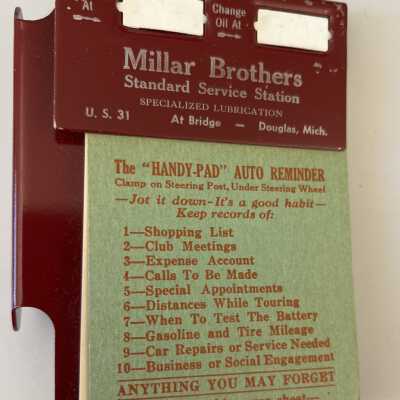 At
Change
Oil At
Millar Brothers
Standard Service Station
SPECIALIZED LUBRICATION
U. S. 31 At Bridge - Douglas, Mich.
The "HANDY-PAD" AUTO REMINDER
Clamp on Steering Post, Under Steering Wheel
—Jot it down-It's a good habit—
Keep records of:
1—Shopping List
2—Club Meetings
3—Expense Account
4—Calls To Be Made
5—Special Appointments
6—Distances While Touring
7—When To Test The Battery
8—Gasoline and Tire Mileage
9—Car Repairs or Service Needed
10—Business or Social Engagement
ANYTHING YOU MAY FORGET